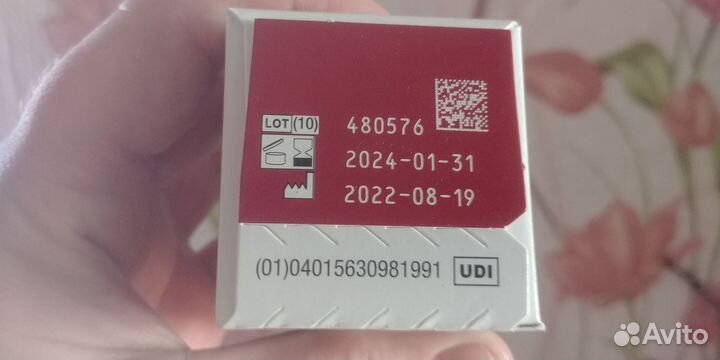 LOT (10) 480576
2024-01-31
2022-08-19
(01)04015630981991 UDI
Avito